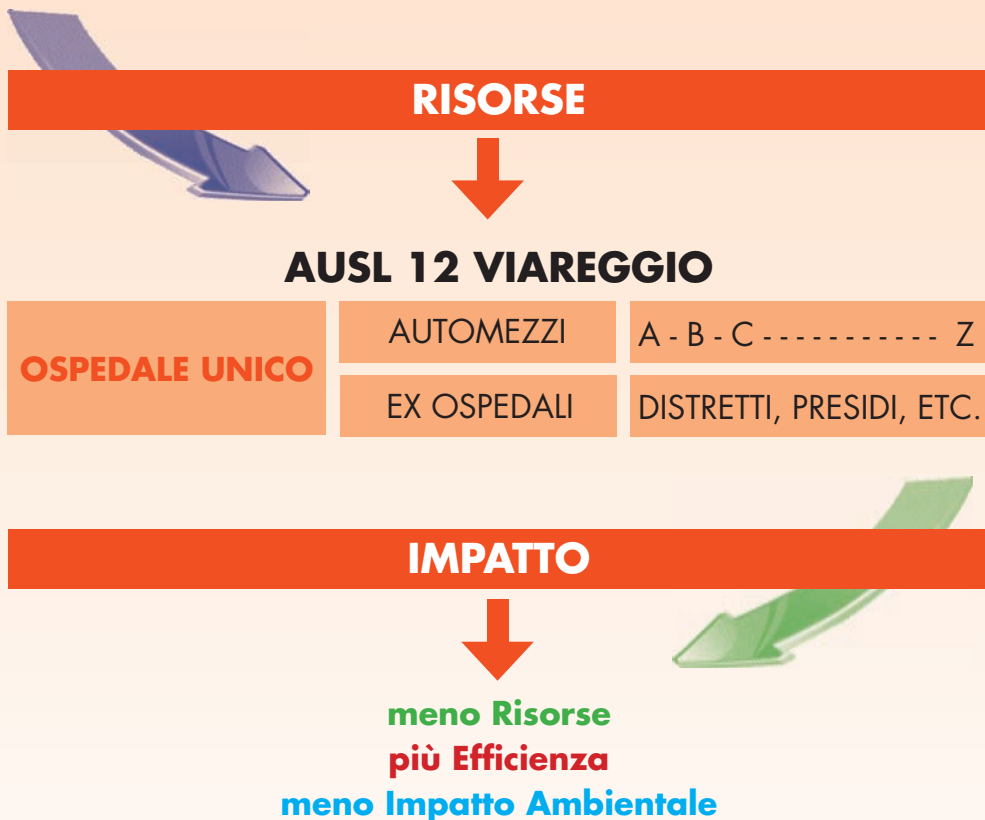 RISORSE
AUSL 12 VIAREGGIO
OSPEDALE UNICO
AUTOMEZZI
A - B - C - - - - - - - - - - - Z
EX OSPEDALI
DISTRETTI, PRESIDI, ETC.
IMPATTO
meno Risorse
più Efficienza
meno Impatto Ambientale